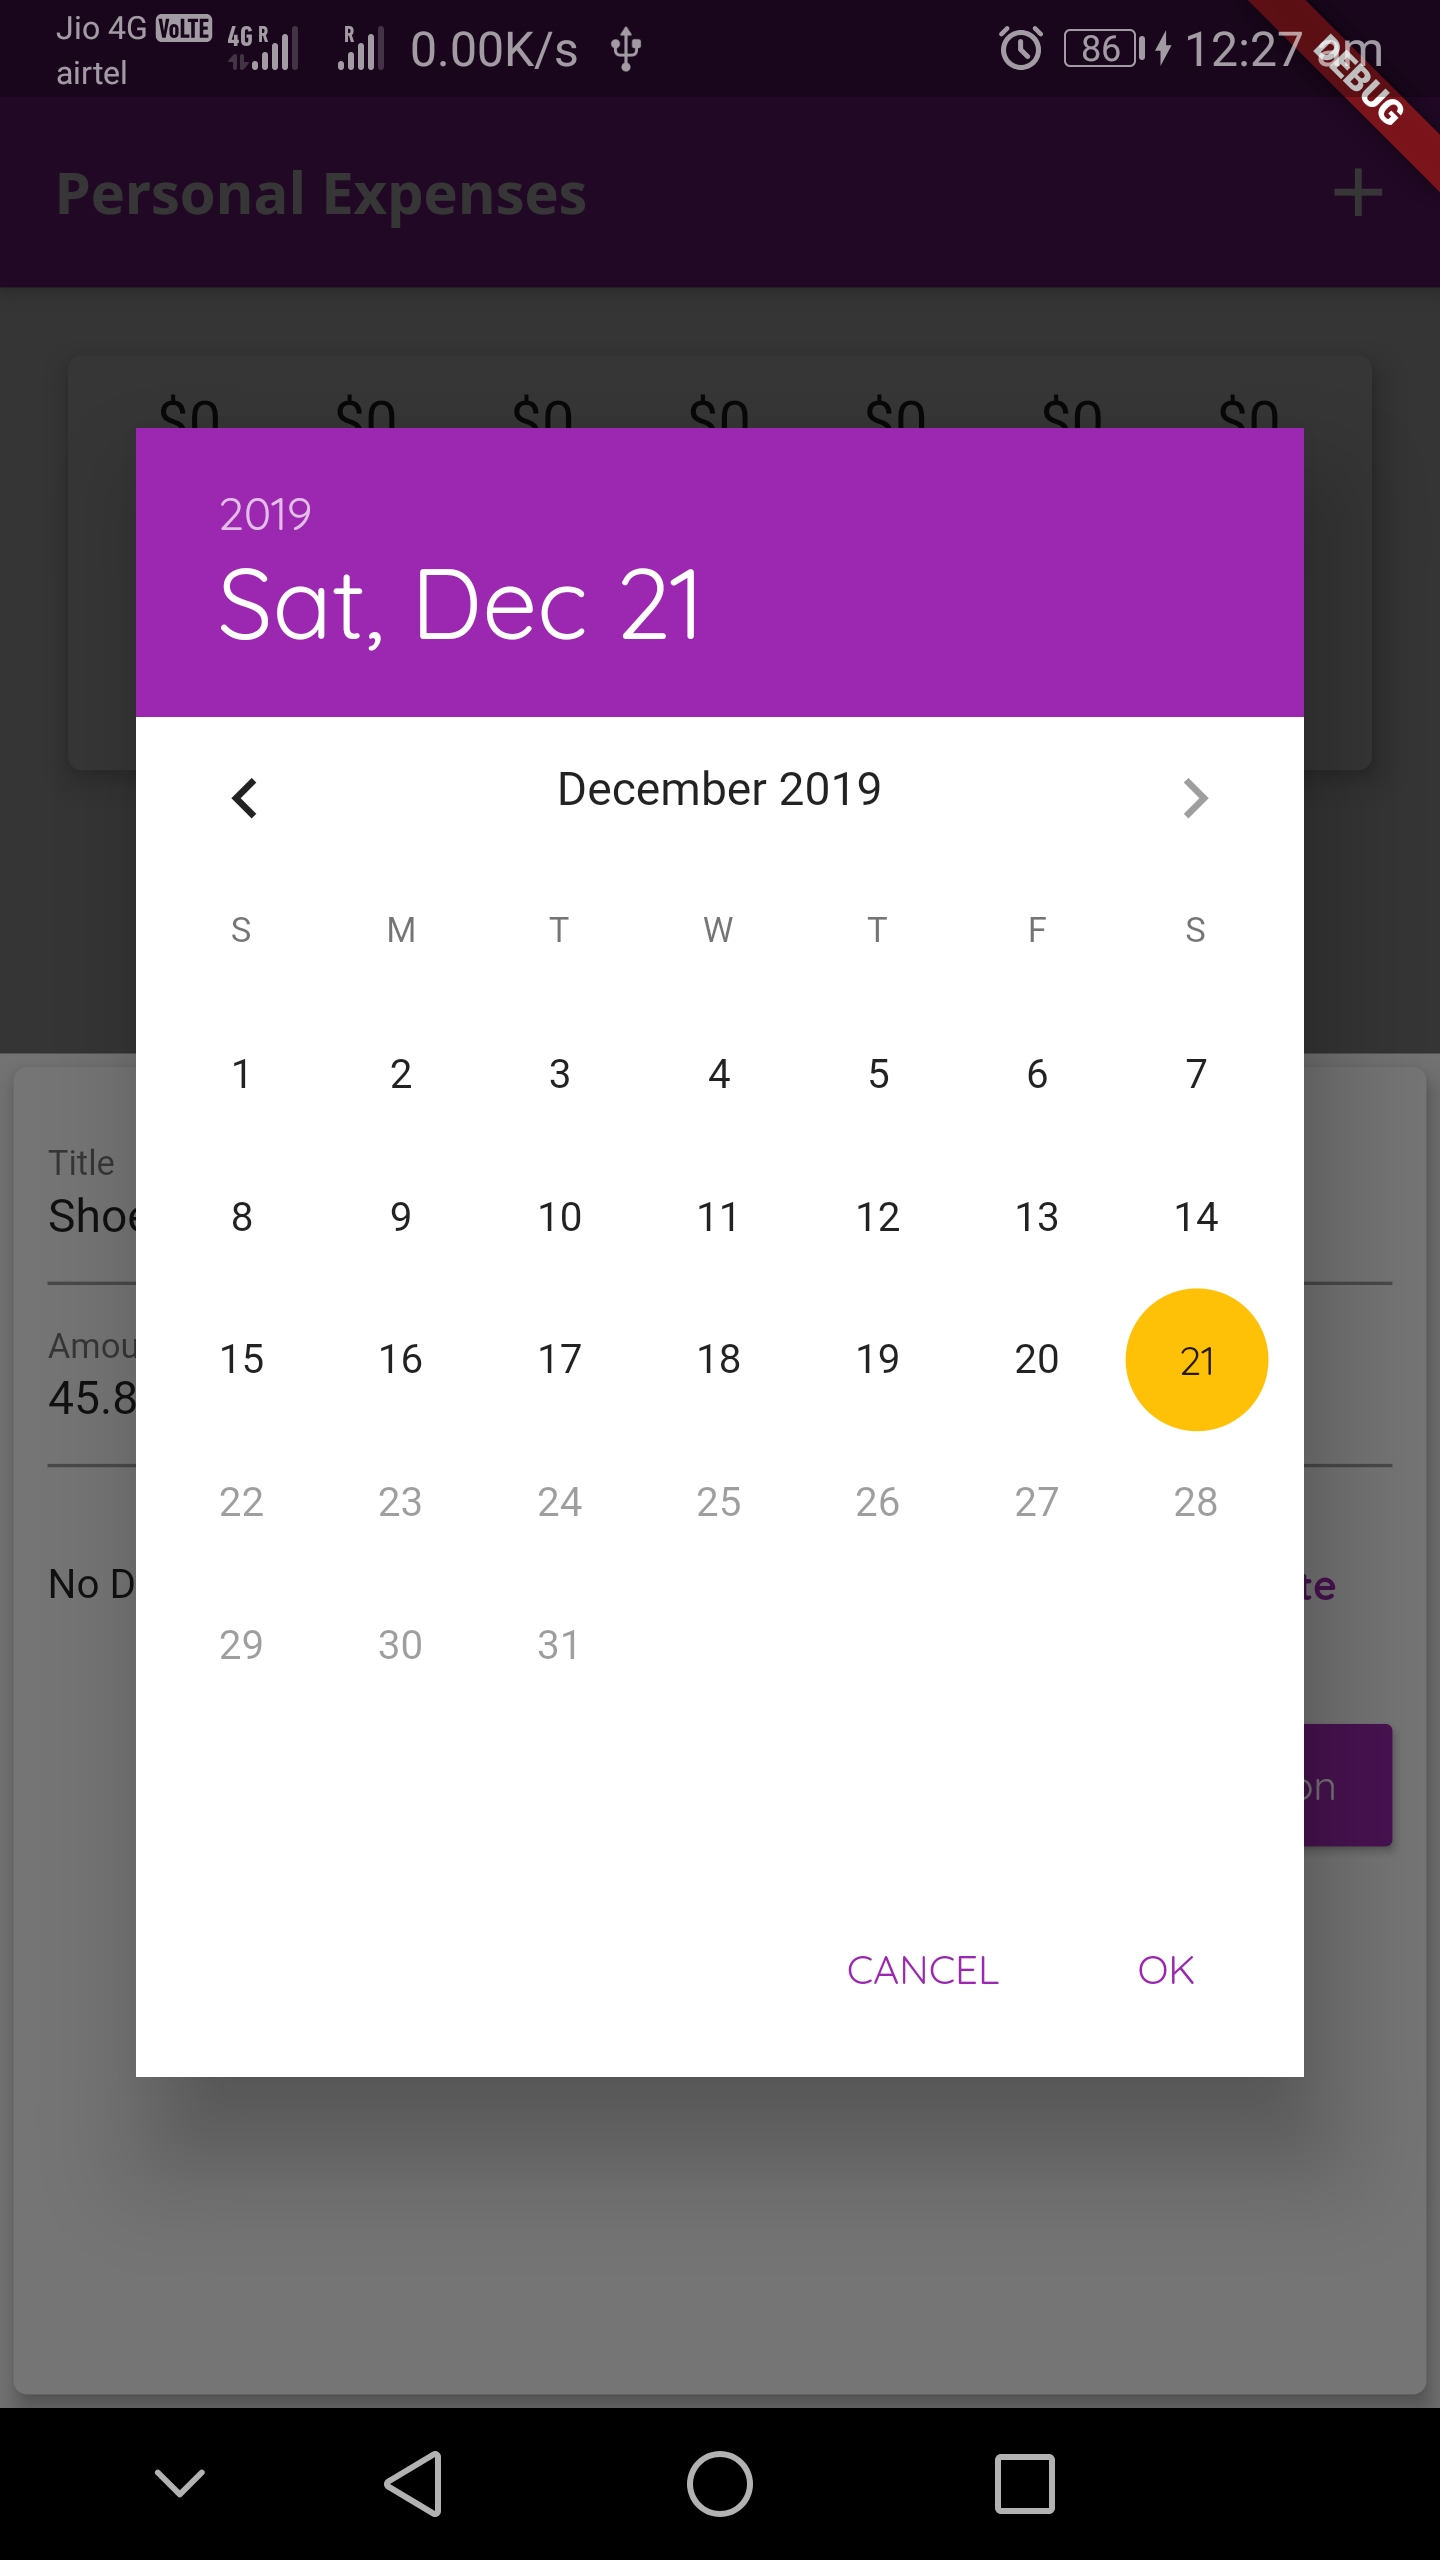 Jio 4G VoLTE 4G R R 0.00K/s 86 12:27
airtel
DEBUG
Personal Expenses
$0 $0 $0 $0 $0 $0 $0
2019
Sat, Dec 21
December 2019
S M T W T F S
1 2 3 4 5 6 7
8 9 10 11 12 13 14
15 16 17 18 19 20 21
22 23 24 25 26 27 28
29 30 31
Title
Amou
45.8
No D
te
on
CANCEL OK